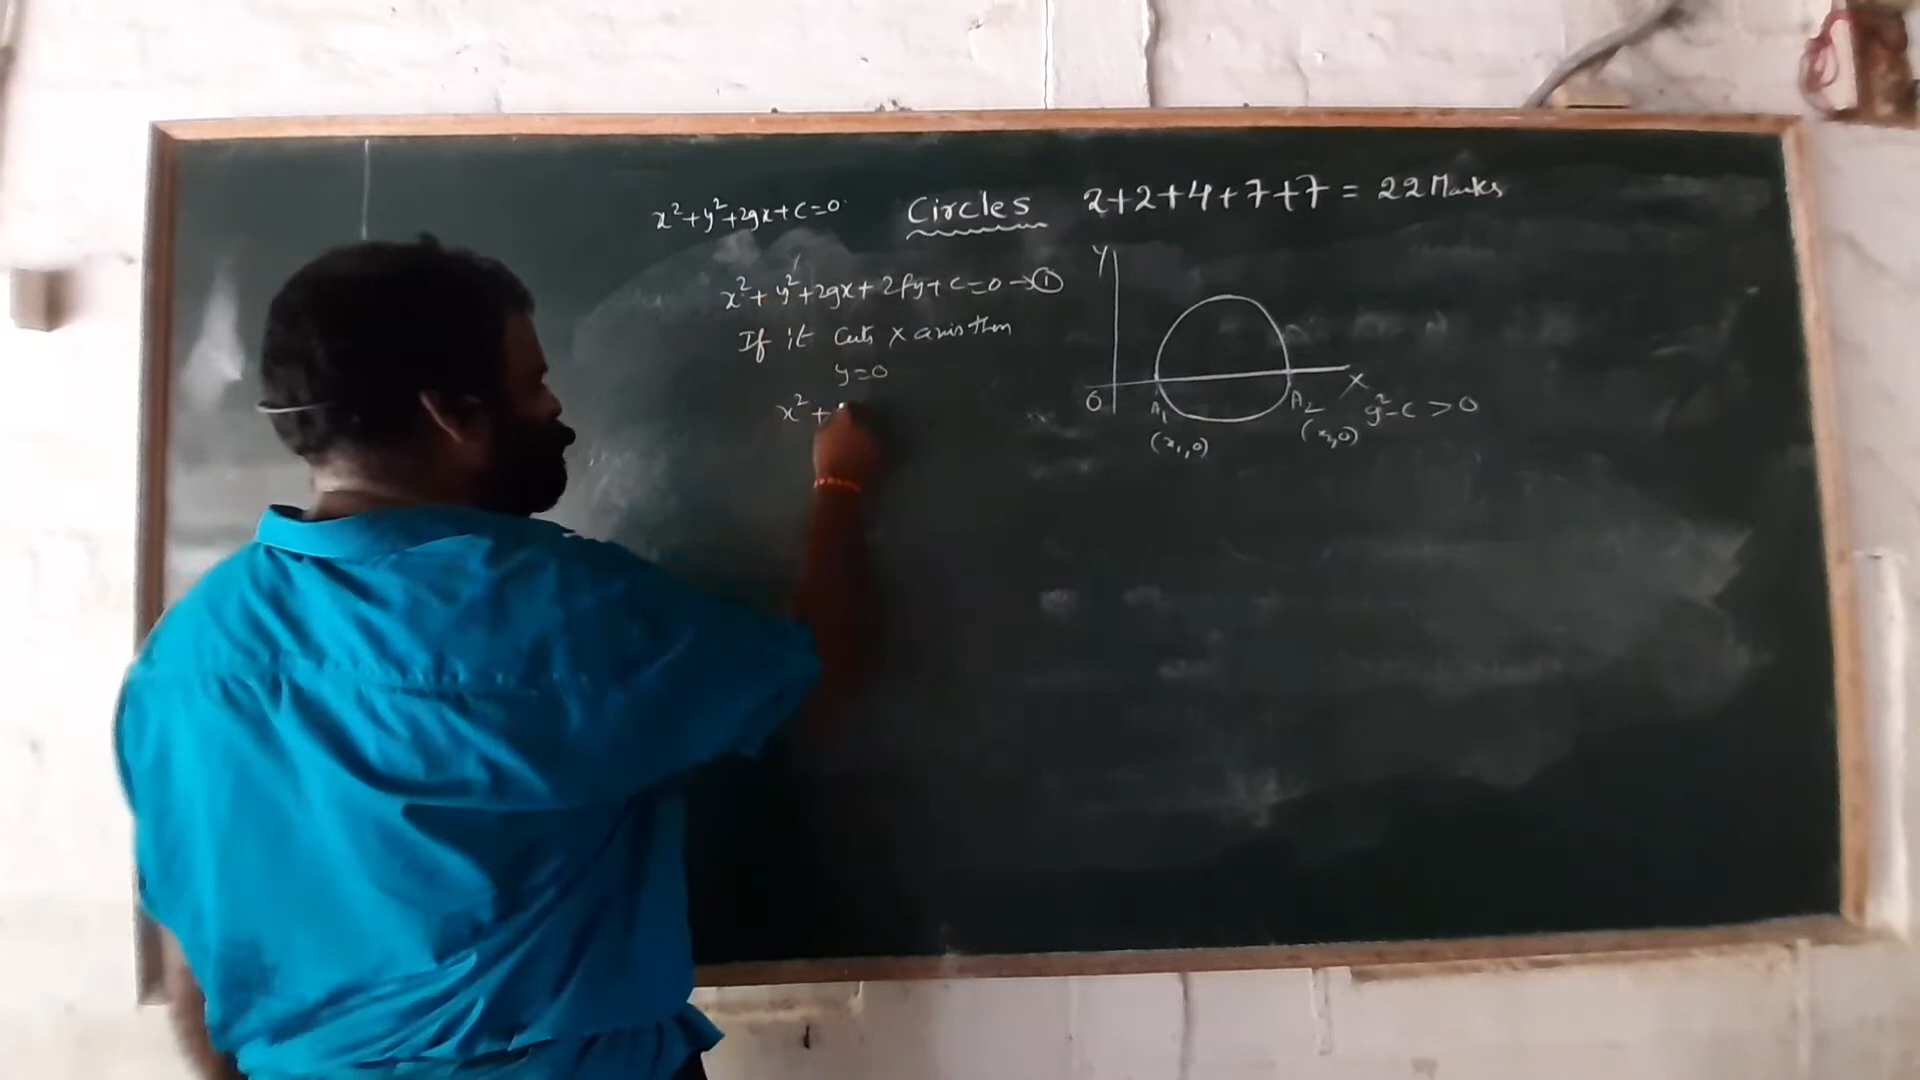 x²+y²+2gx+c=0 Circles 2+2+4+7+7 = 22 Marks
x²+y²+2gx+2fy+c=0→①
If it cuts x axis then
y=0
x²+
Y
O
X
A₁
(x₁,0)
A₂
(x₂,0)
g²-c>0